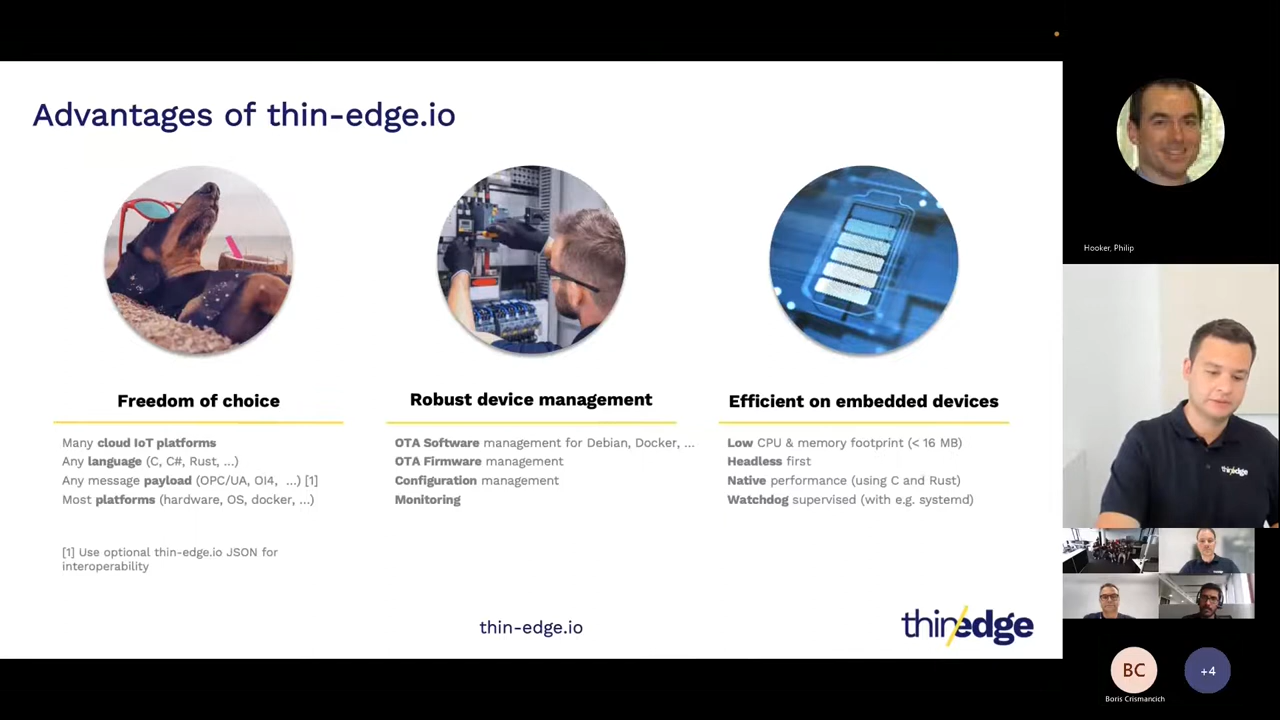 Advantages of thin-edge.io
Freedom of choice
Many cloud IoT platforms
Any language (C, C#, Rust, ...)
Any message payload (OPC/UA, OI4, ...) [1]
Most platforms (hardware, OS, docker, ...)
[1] Use optional thin-edge.io JSON for
interoperability
Robust device management
OTA Software management for Debian, Docker, ...
OTA Firmware management
Configuration management
Monitoring
Efficient on embedded devices
Low CPU & memory footprint (< 16 MB)
Headless first
Native performance (using C and Rust)
Watchdog supervised (with e.g. systemd)
thin-edge.io
thin/edge
Hooker, Philip
thin/edge
BC
+4
Boris Crismancich